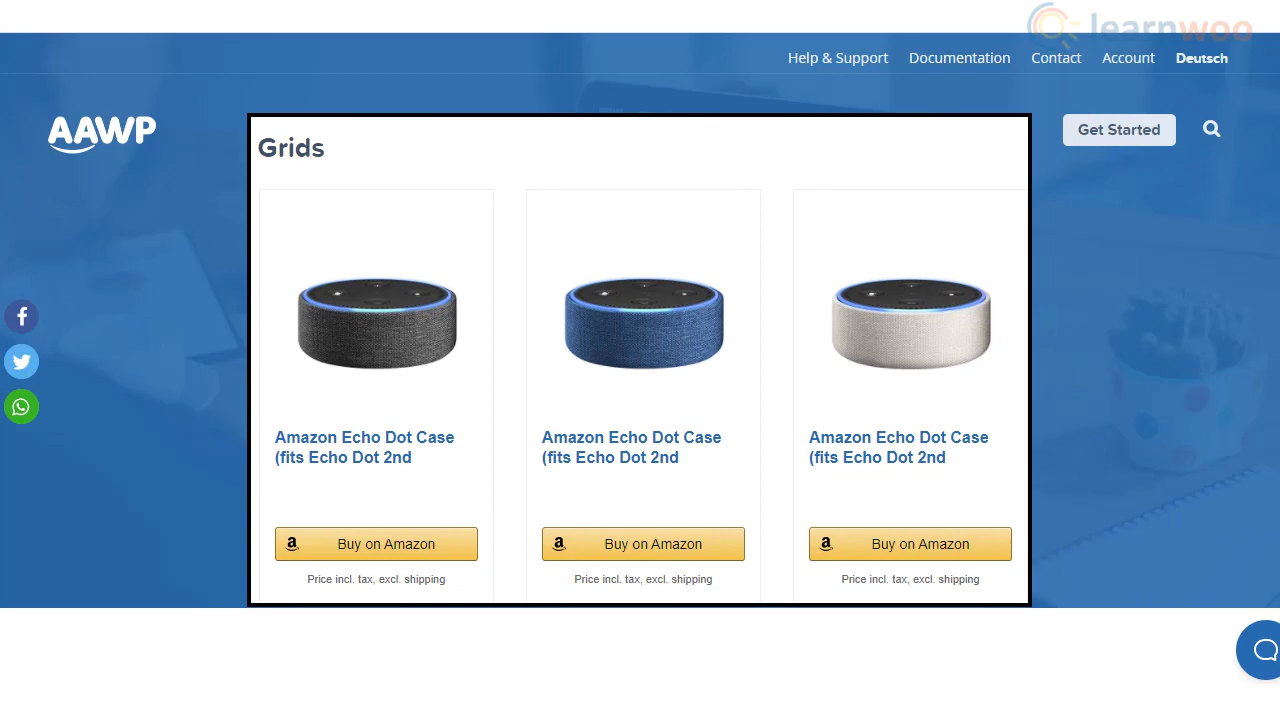 learnwoo
Help & Support Documentation Contact Account Deutsch
AAWP
Get Started
Grids
Amazon Echo Dot Case
(fits Echo Dot 2nd
Buy on Amazon
Price incl. tax, excl. shipping
Amazon Echo Dot Case
(fits Echo Dot 2nd
Buy on Amazon
Price incl. tax, excl. shipping
Amazon Echo Dot Case
(fits Echo Dot 2nd
Buy on Amazon
Price incl. tax, excl. shipping